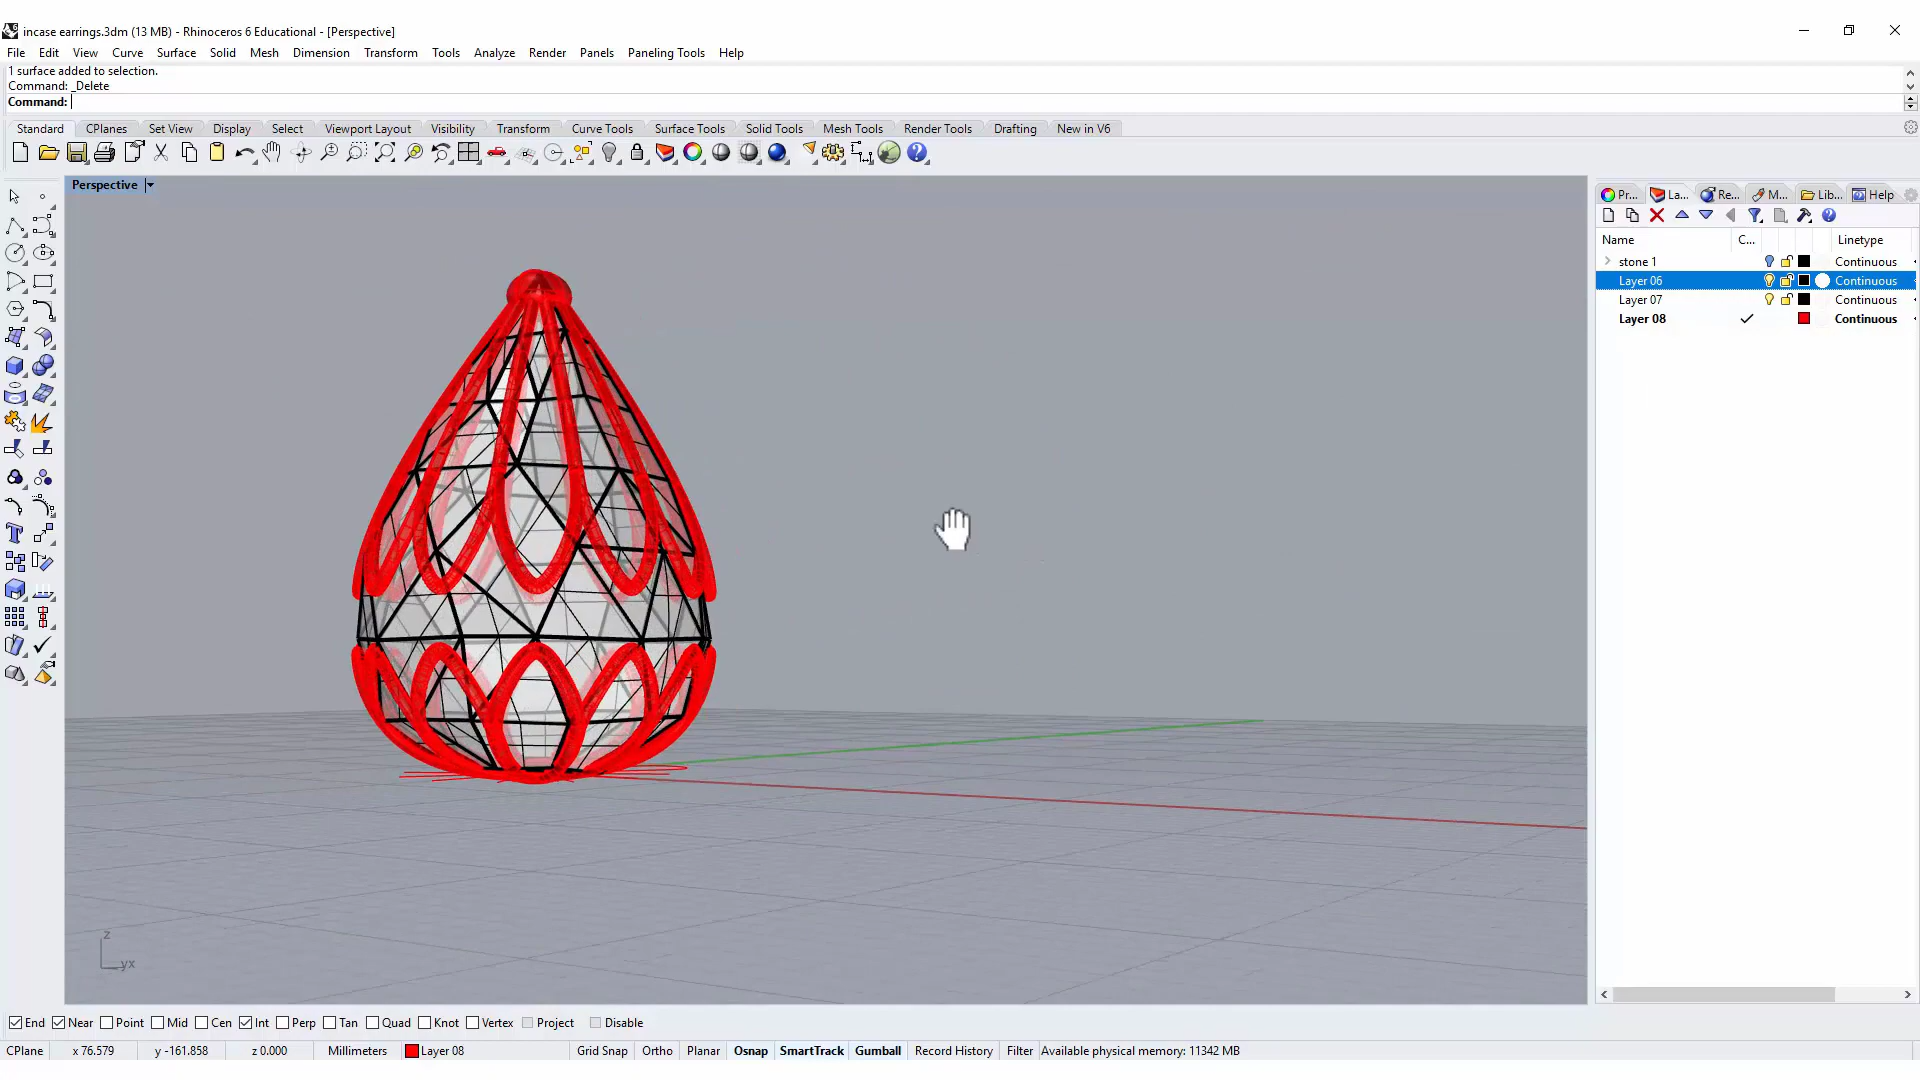 incase earrings.3dm (13 MB) - Rhinoceros 6 Educational - [Perspective]
File Edit View Curve Surface Solid Mesh Dimension Transform Tools Analyze Render Panels Paneling Tools Help
1 surface added to selection.
Command: _Delete
Command:
Standard CPlanes Set View Display Select Viewport Layout Visibility Transform Curve Tools Surface Tools Solid Tools Mesh Tools Render Tools Drafting New in V6
Perspective
Pr... La... Re... M... Lib... Help
Name C... Linetype
stone 1 Continuous
Layer 06 Continuous
Layer 07 Continuous
Layer 08 Continuous
z
yx
End Near Point Mid Cen Int Perp Tan Quad Knot Vertex Project Disable
CPlane x 76.579 y -161.858 z 0.000 Millimeters Layer 08 Grid Snap Ortho Planar Osnap SmartTrack Gumball Record History Filter Available physical memory: 11342 MB